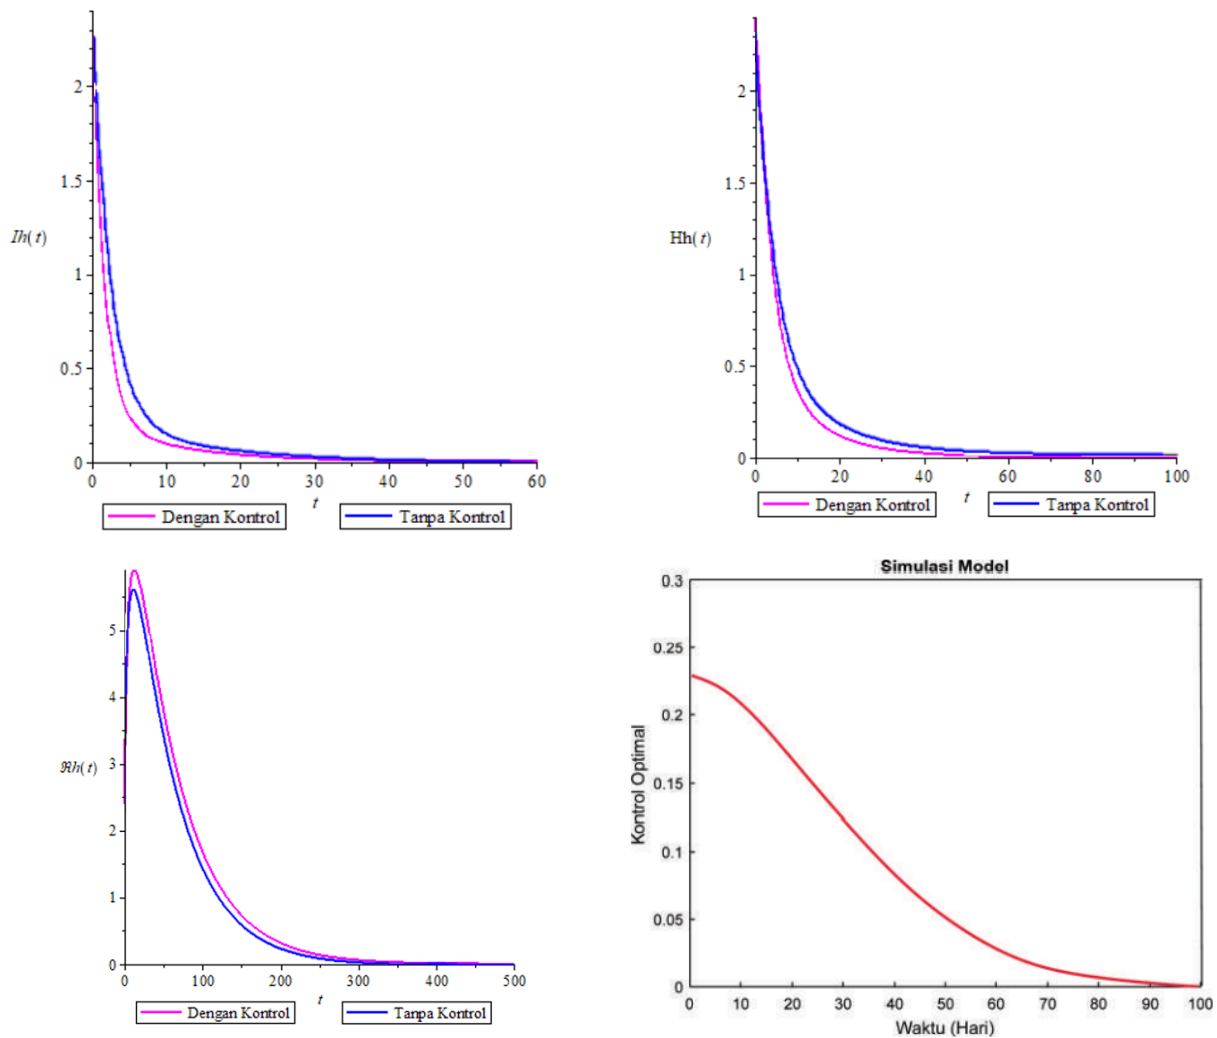 2
1.5
Ih(t)
1
0.5
0
0 10 20 30 40 50 60
t
Dengan Kontrol Tanpa Kontrol
2
1.5
Hh(t)
1
0.5
0
0 20 40 60 80 100
t
Dengan Kontrol Tanpa Kontrol
5
4
3
ℜh(t)
2
1
0
0 100 200 300 400 500
t
Dengan Kontrol Tanpa Kontrol
Simulasi Model
0.3
0.25
0.2
0.15
0.1
0.05
0
Kontrol Optimal
0 10 20 30 40 50 60 70 80 90 100
Waktu (Hari)